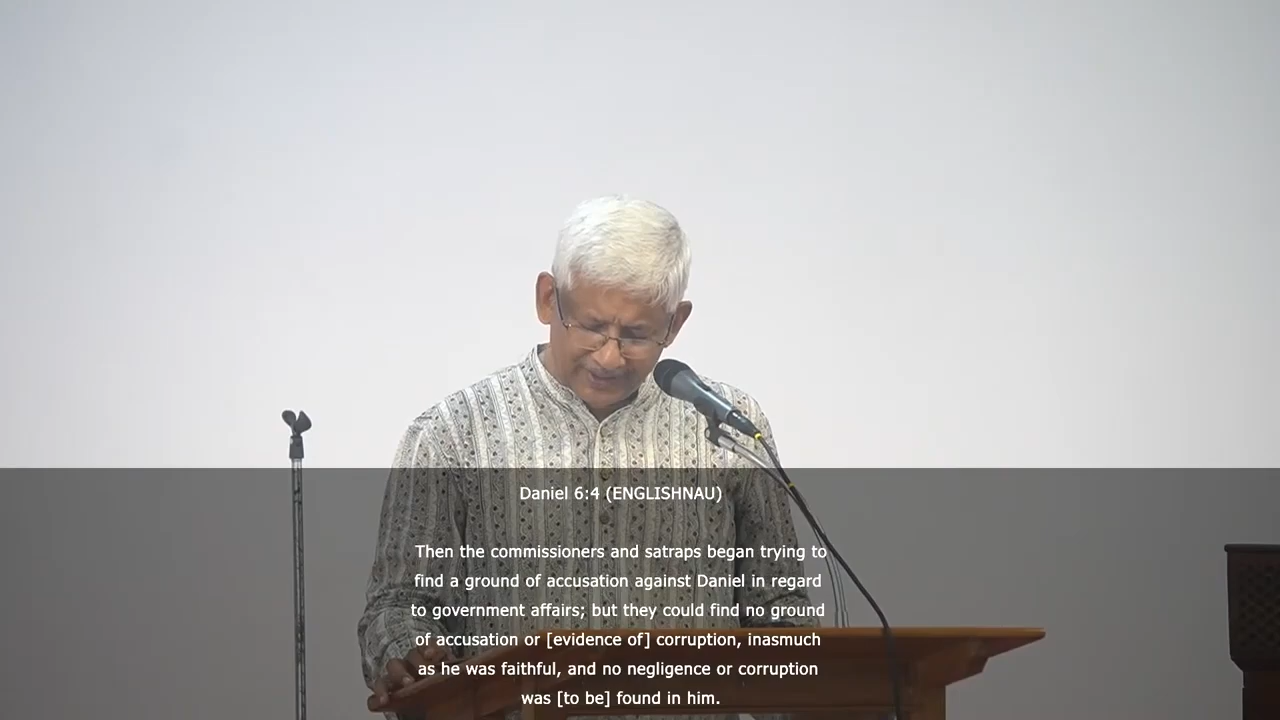 Daniel 6:4 (ENGLISHNAU)
Then the commissioners and satraps began trying to
find a ground of accusation against Daniel in regard
to government affairs; but they could find no ground
of accusation or [evidence of] corruption, inasmuch
as he was faithful, and no negligence or corruption
was [to be] found in him.